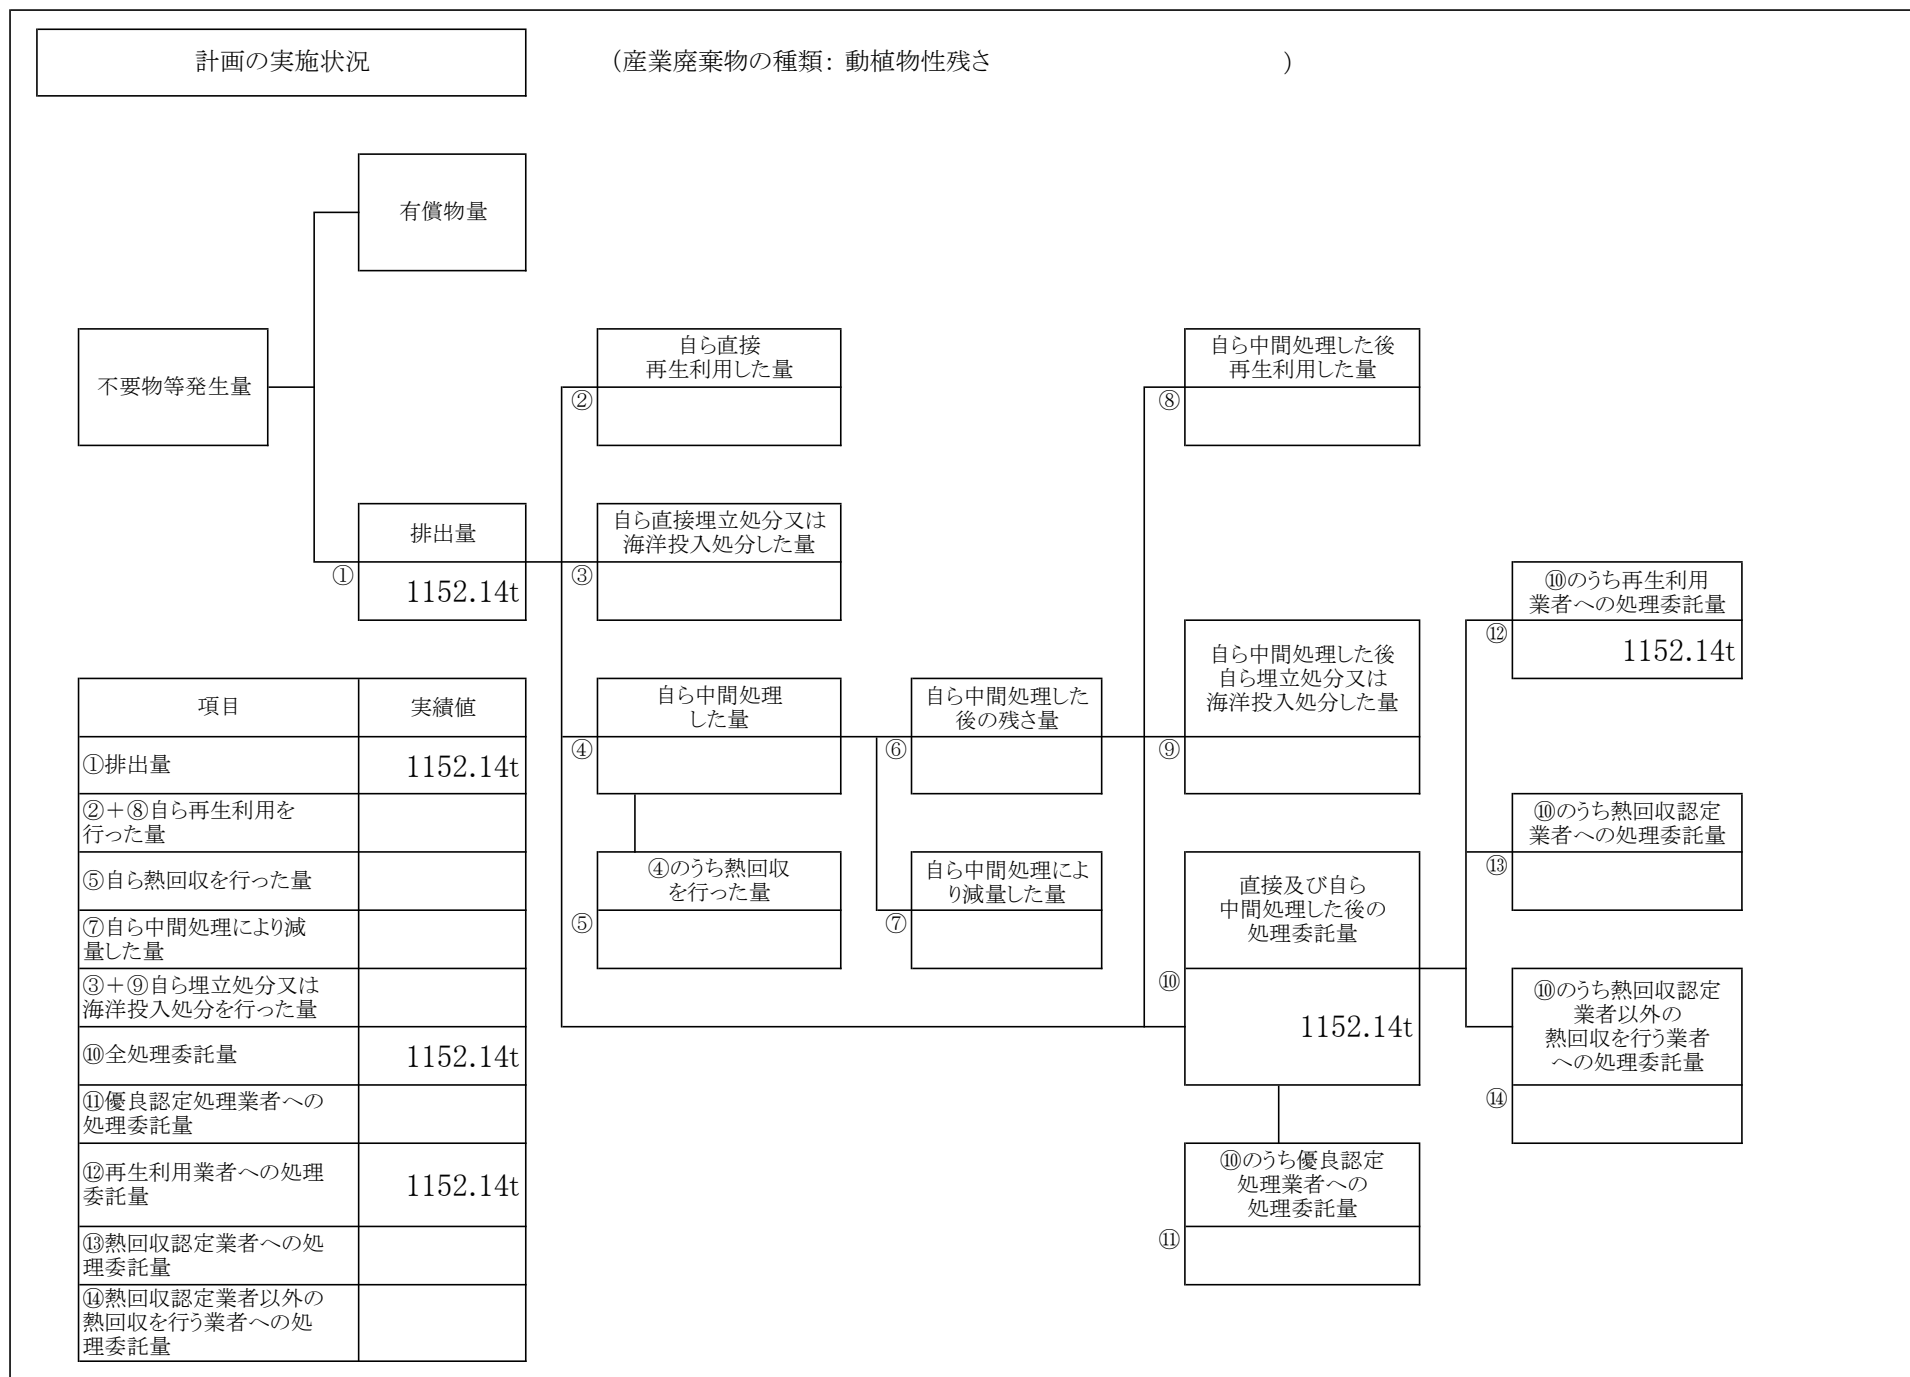 計画の実施状況
(産業廃棄物の種類: 動植物性残さ )
有償物量
不要物等発生量
自ら直接
再生利用した量
②
自ら中間処理した後
再生利用した量
⑧
排出量
①
1152.14t
自ら直接埋立処分又は
海洋投入処分した量
③
⑩のうち再生利用
業者への処理委託量
⑫
1152.14t
自ら中間処理した後
自ら埋立処分又は
海洋投入処分した量
⑨
自ら中間処理
した量
④
自ら中間処理した
後の残さ量
⑥
⑩のうち熱回収認定
業者への処理委託量
⑬
④のうち熱回収
を行った量
⑤
自ら中間処理によ
り減量した量
⑦
直接及び自ら
中間処理した後の
処理委託量
⑩
1152.14t
⑩のうち熱回収認定
業者以外の
熱回収を行う業者
への処理委託量
⑭
⑩のうち優良認定
処理業者への
処理委託量
⑪
項目 実績値
①排出量 1152.14t
②＋⑧自ら再生利用を
行った量
⑤自ら熱回収を行った量
⑦自ら中間処理により減
量した量
③＋⑨自ら埋立処分又は
海洋投入処分を行った量
⑩全処理委託量 1152.14t
⑪優良認定処理業者への
処理委託量
⑫再生利用業者への処理
委託量 1152.14t
⑬熱回収認定業者への処
理委託量
⑭熱回収認定業者以外の
熱回収を行う業者への処
理委託量